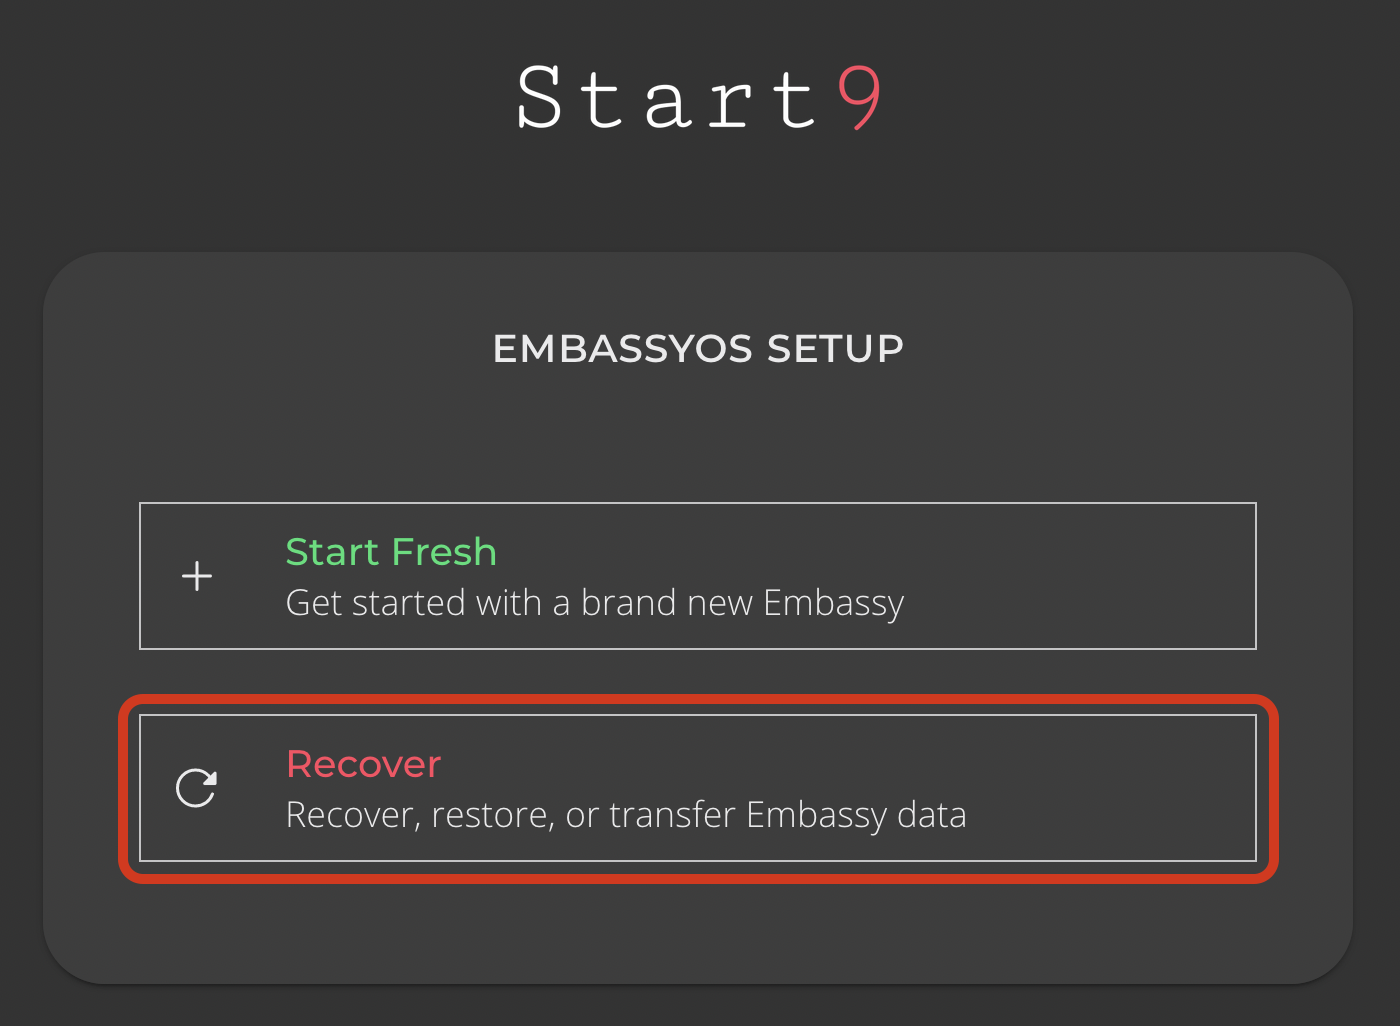 Start9
EMBASSYOS SETUP
Start Fresh
Get started with a brand new Embassy
Recover
Recover, restore, or transfer Embassy data